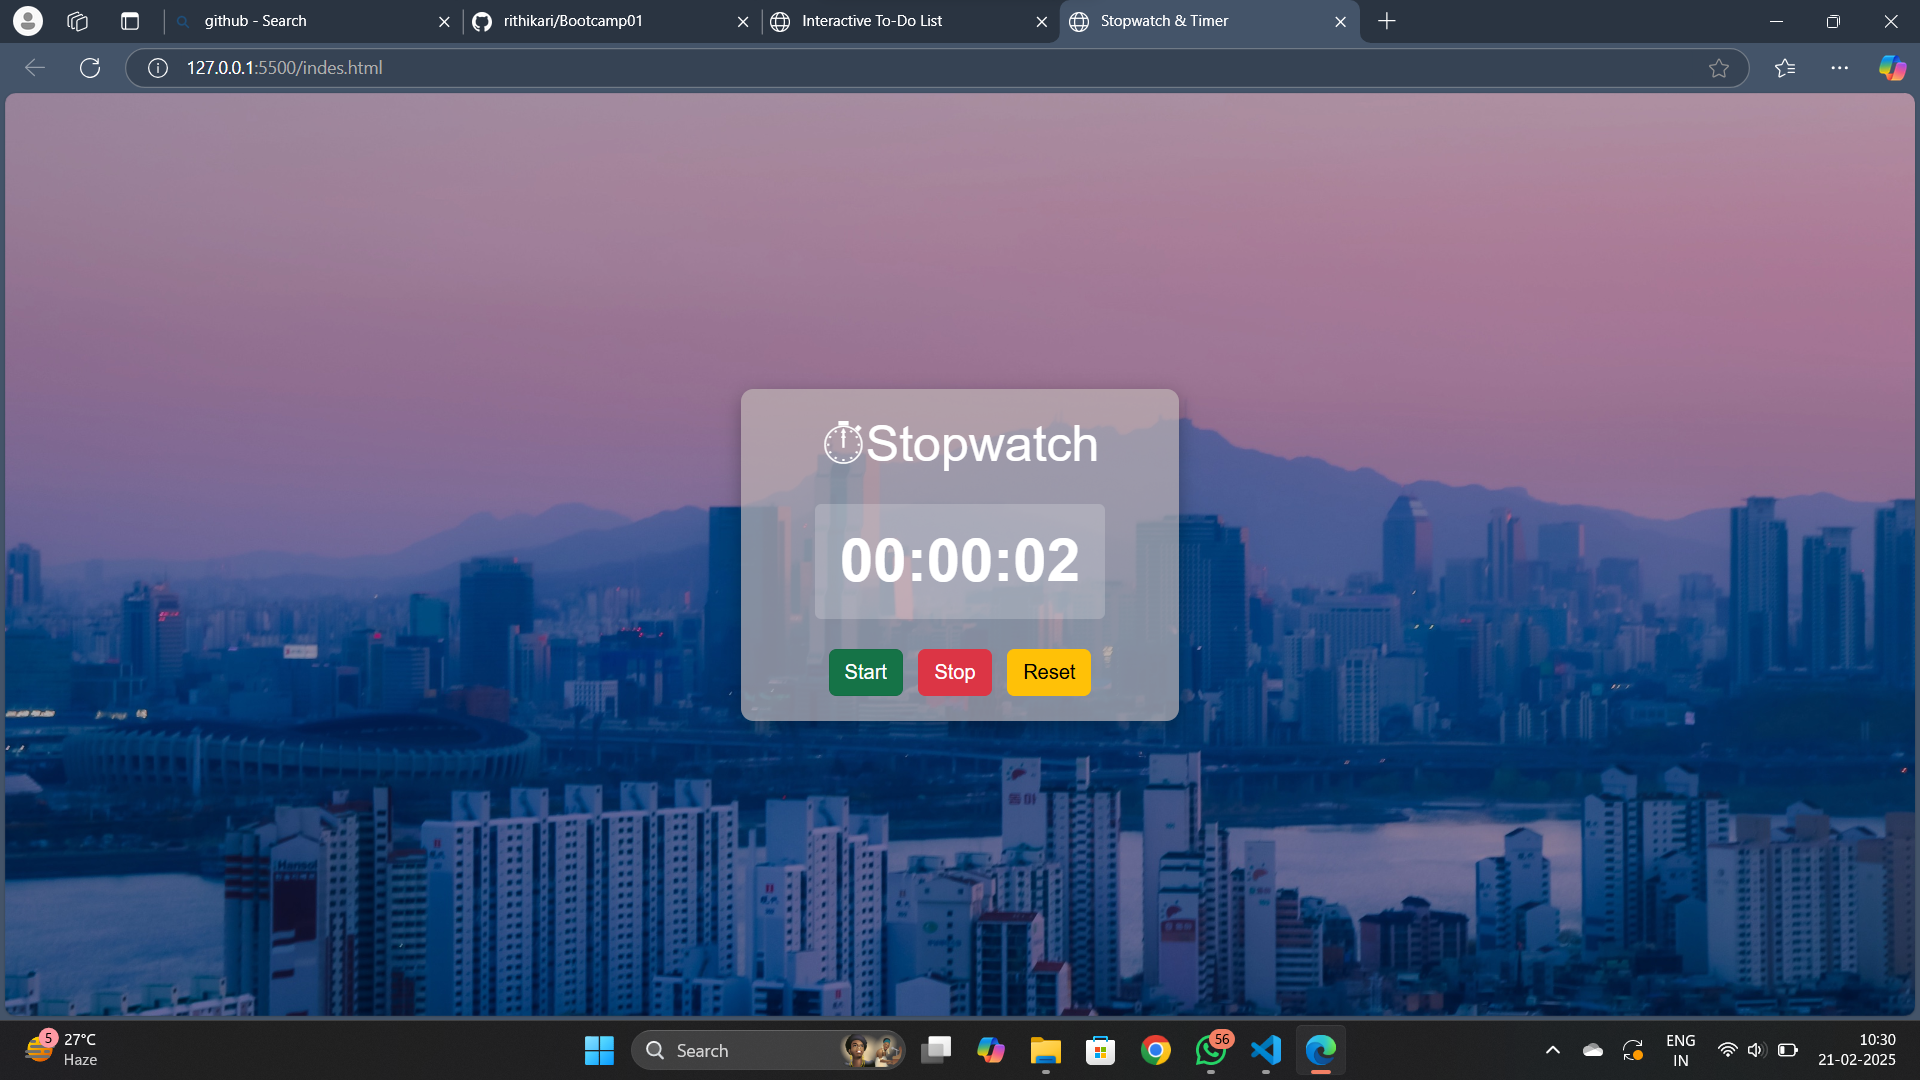 github - Search
rithikari/Bootcamp01
Interactive To-Do List
Stopwatch & Timer
127.0.0.1:5500/indes.html
⏱Stopwatch
00:00:02
Start
Stop
Reset
Hansol
5
27°C
Haze
Search
56
ENG
IN
10:30
21-02-2025